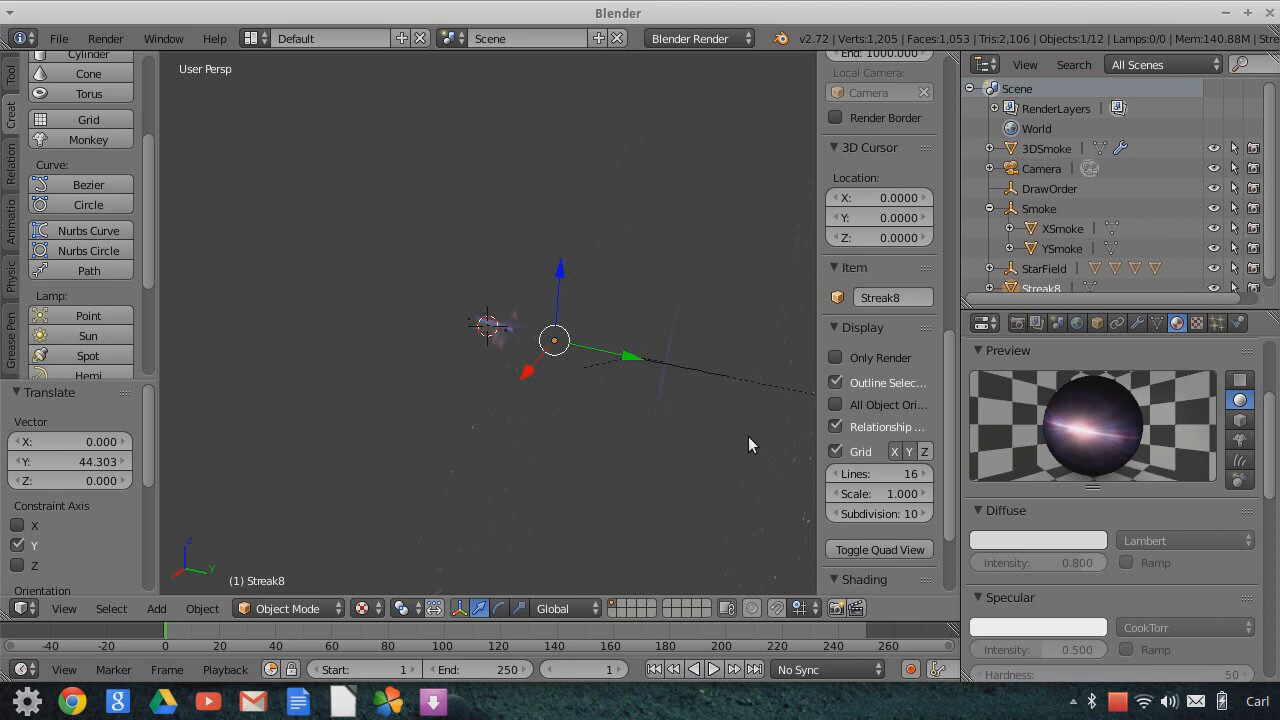 Blender
File
Render
Window
Help
Default
Scene
Blender Render
v2.72 | Verts:1,205 | Faces:1,053 | Tris:2,106 | Objects:1/12 | Lamps:0/0 | Mem:140.88M | Stre
Tool
Creat
Relation
Animatio
Physic
Grease Pen
Cylinder
Cone
Torus
Grid
Monkey
Curve:
Bezier
Circle
Nurbs Curve
Nurbs Circle
Path
Lamp:
Point
Sun
Spot
Hemi
Translate
Vector
X: 0.000
Y: 44.303
Z: 0.000
Constraint Axis
X
Y
Z
Orientation
User Persp
z
y
(1) Streak8
End: 1000.000
Local Camera:
Camera
Render Border
3D Cursor
Location:
X: 0.0000
Y: 0.0000
Z: 0.0000
Item
Streak8
Display
Only Render
Outline Selec...
All Object Ori...
Relationship ...
Grid X Y Z
Lines: 16
Scale: 1.000
Subdivision: 10
Toggle Quad View
Shading
View
Search
All Scenes
Scene
RenderLayers
World
3DSmoke
Camera
DrawOrder
Smoke
XSmoke
YSmoke
StarField
Streak8
Preview
Diffuse
Lambert
Intensity: 0.800
Ramp
Specular
CookTorr
Intensity: 0.500
Ramp
Hardness: 50
View
Select
Add
Object
Object Mode
Global
-40 -20 0 20 40 60 80 100 120 140 160 180 200 220 240 260
View
Marker
Frame
Playback
Start: 1
End: 250
1
No Sync
Carl